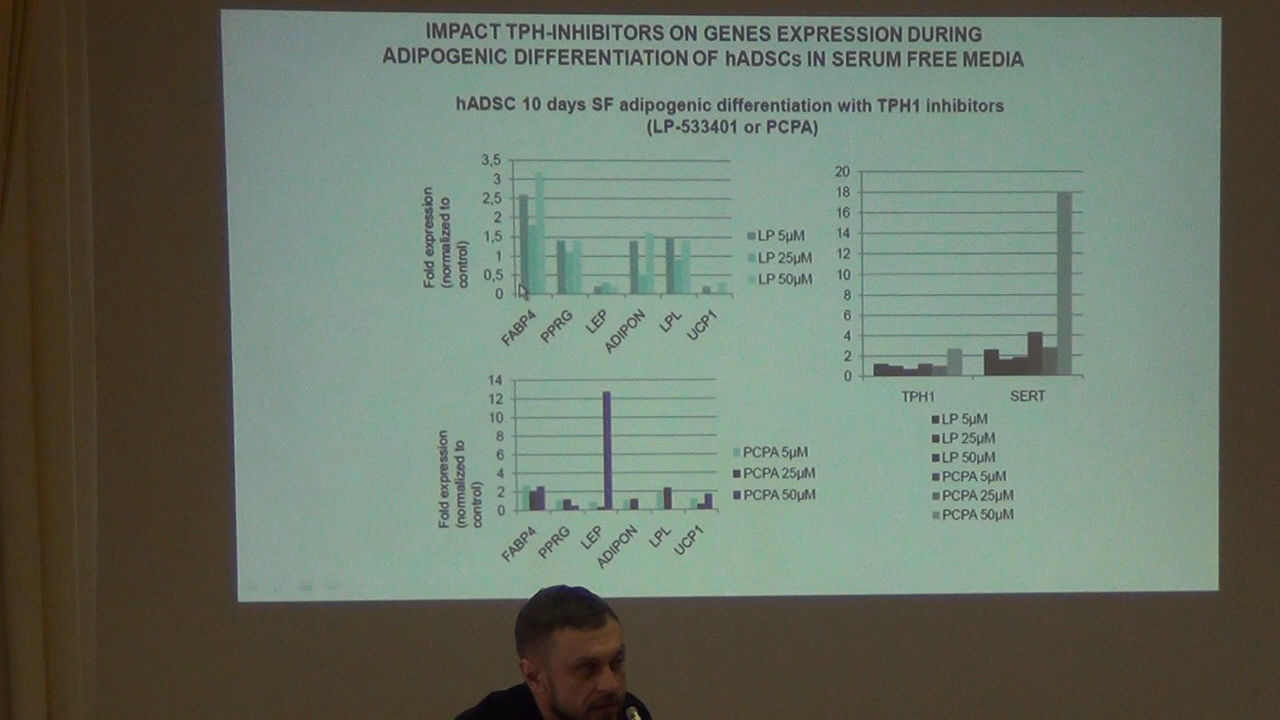 IMPACT TPH-INHIBITORS ON GENES EXPRESSION DURING
ADIPOGENIC DIFFERENTIATION OF hADSCs IN SERUM FREE MEDIA
hADSC 10 days SF adipogenic differentiation with TPH1 inhibitors
(LP-533401 or PCPA)
Fold expression
(normalized to
control)
3,5
3
2,5
2
1,5
1
0,5
0
FABP4
PPRG
LEP
ADIPON
LPL
UCP1
LP 5µM
LP 25µM
LP 50µM
20
18
16
14
12
10
8
6
4
2
0
TPH1
SERT
LP 5µM
LP 25µM
LP 50µM
PCPA 5µM
PCPA 25µM
PCPA 50µM
Fold expression
(normalized to
control)
14
12
10
8
6
4
2
0
FABP4
PPRG
LEP
ADIPON
LPL
UCP1
PCPA 5µM
PCPA 25µM
PCPA 50µM